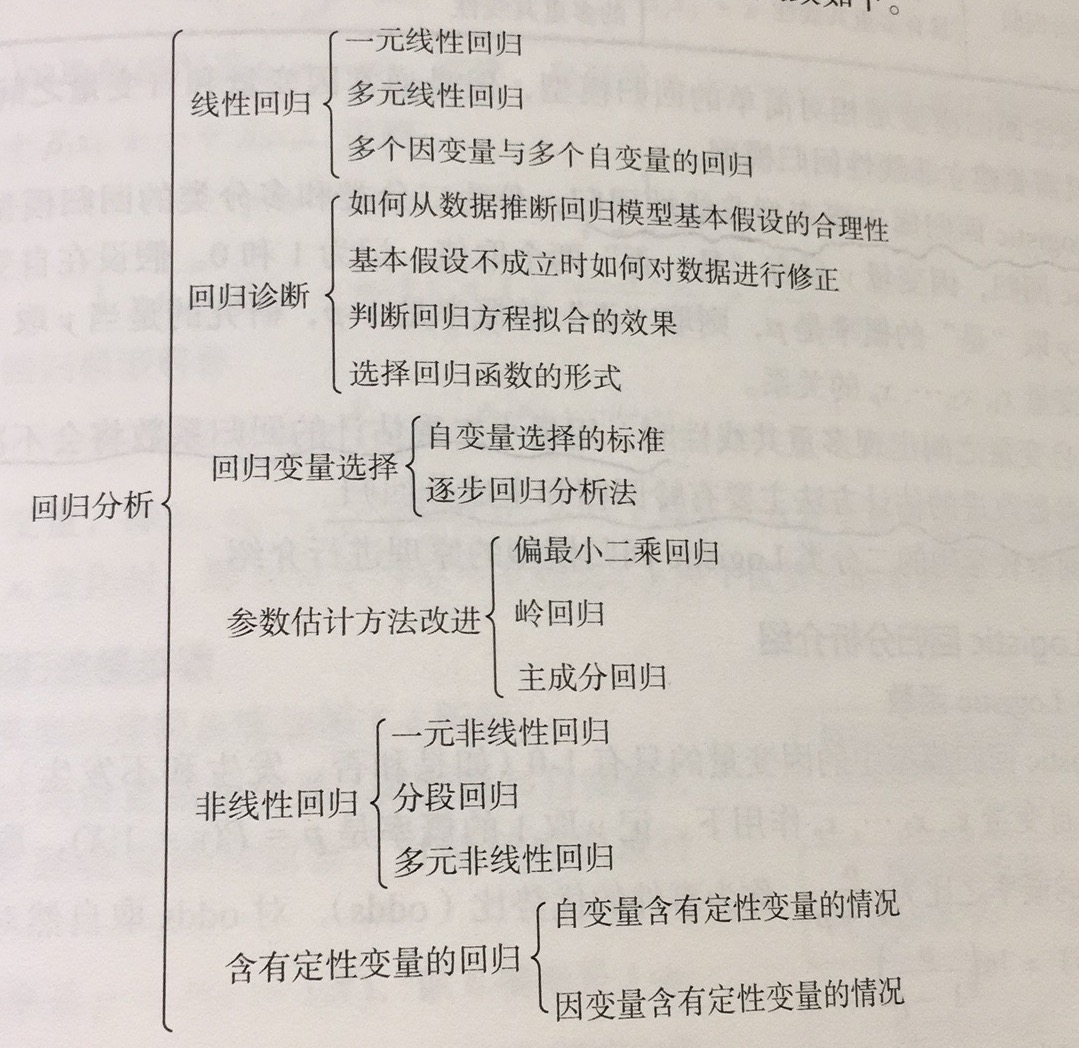 如下。
回归分析
线性回归
一元线性回归
多元线性回归
多个因变量与多个自变量的回归
回归诊断
如何从数据推断回归模型基本假设的合理性
基本假设不成立时如何对数据进行修正
判断回归方程拟合的效果
选择回归函数的形式
回归变量选择
自变量选择的标准
逐步回归分析法
参数估计方法改进
偏最小二乘回归
岭回归
主成分回归
非线性回归
一元非线性回归
分段回归
多元非线性回归
含有定性变量的回归
自变量含有定性变量的情况
因变量含有定性变量的情况